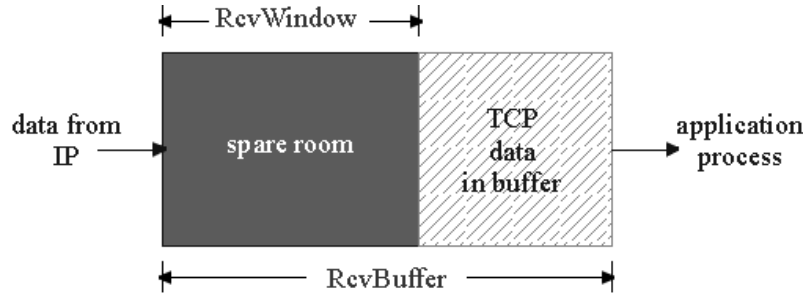 RcvWindow
data from
IP
spare room
TCP
data
in buffer
application
process
RcvBuffer